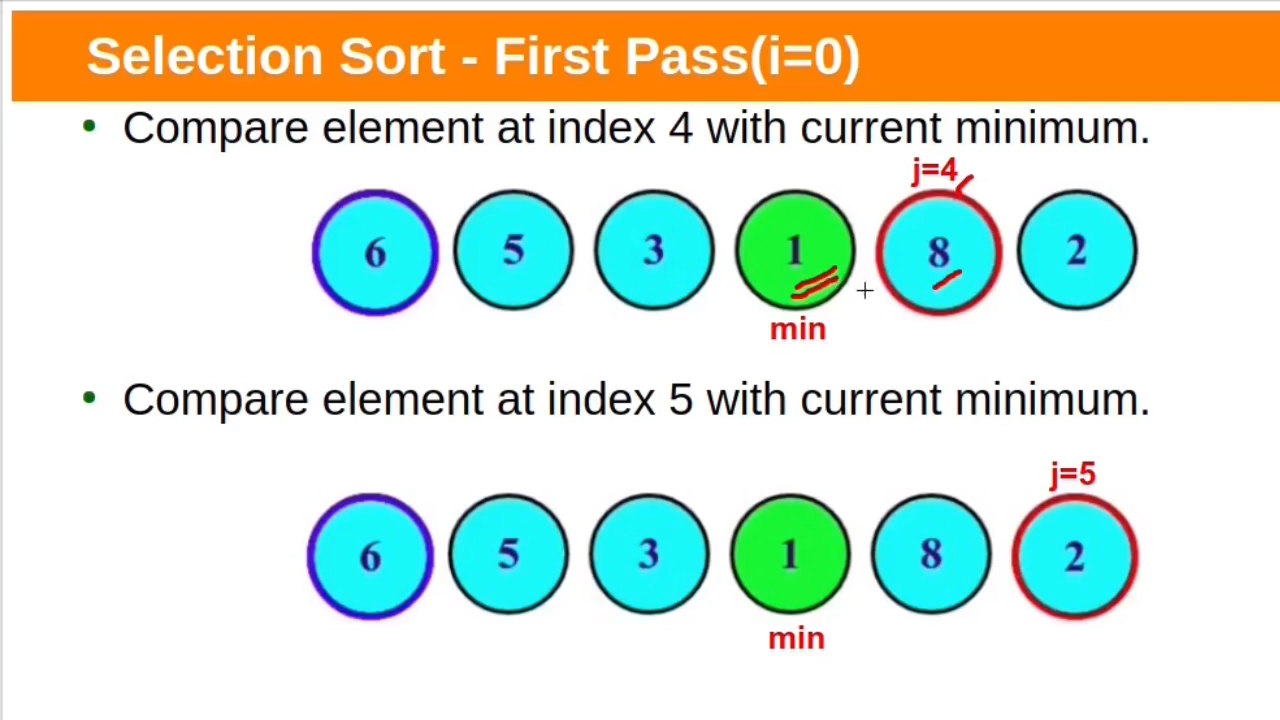 Selection Sort - First Pass(i=0)
• Compare element at index 4 with current minimum.
j=4
6 5 3 1 8 2
min
• Compare element at index 5 with current minimum.
j=5
6 5 3 1 8 2
min